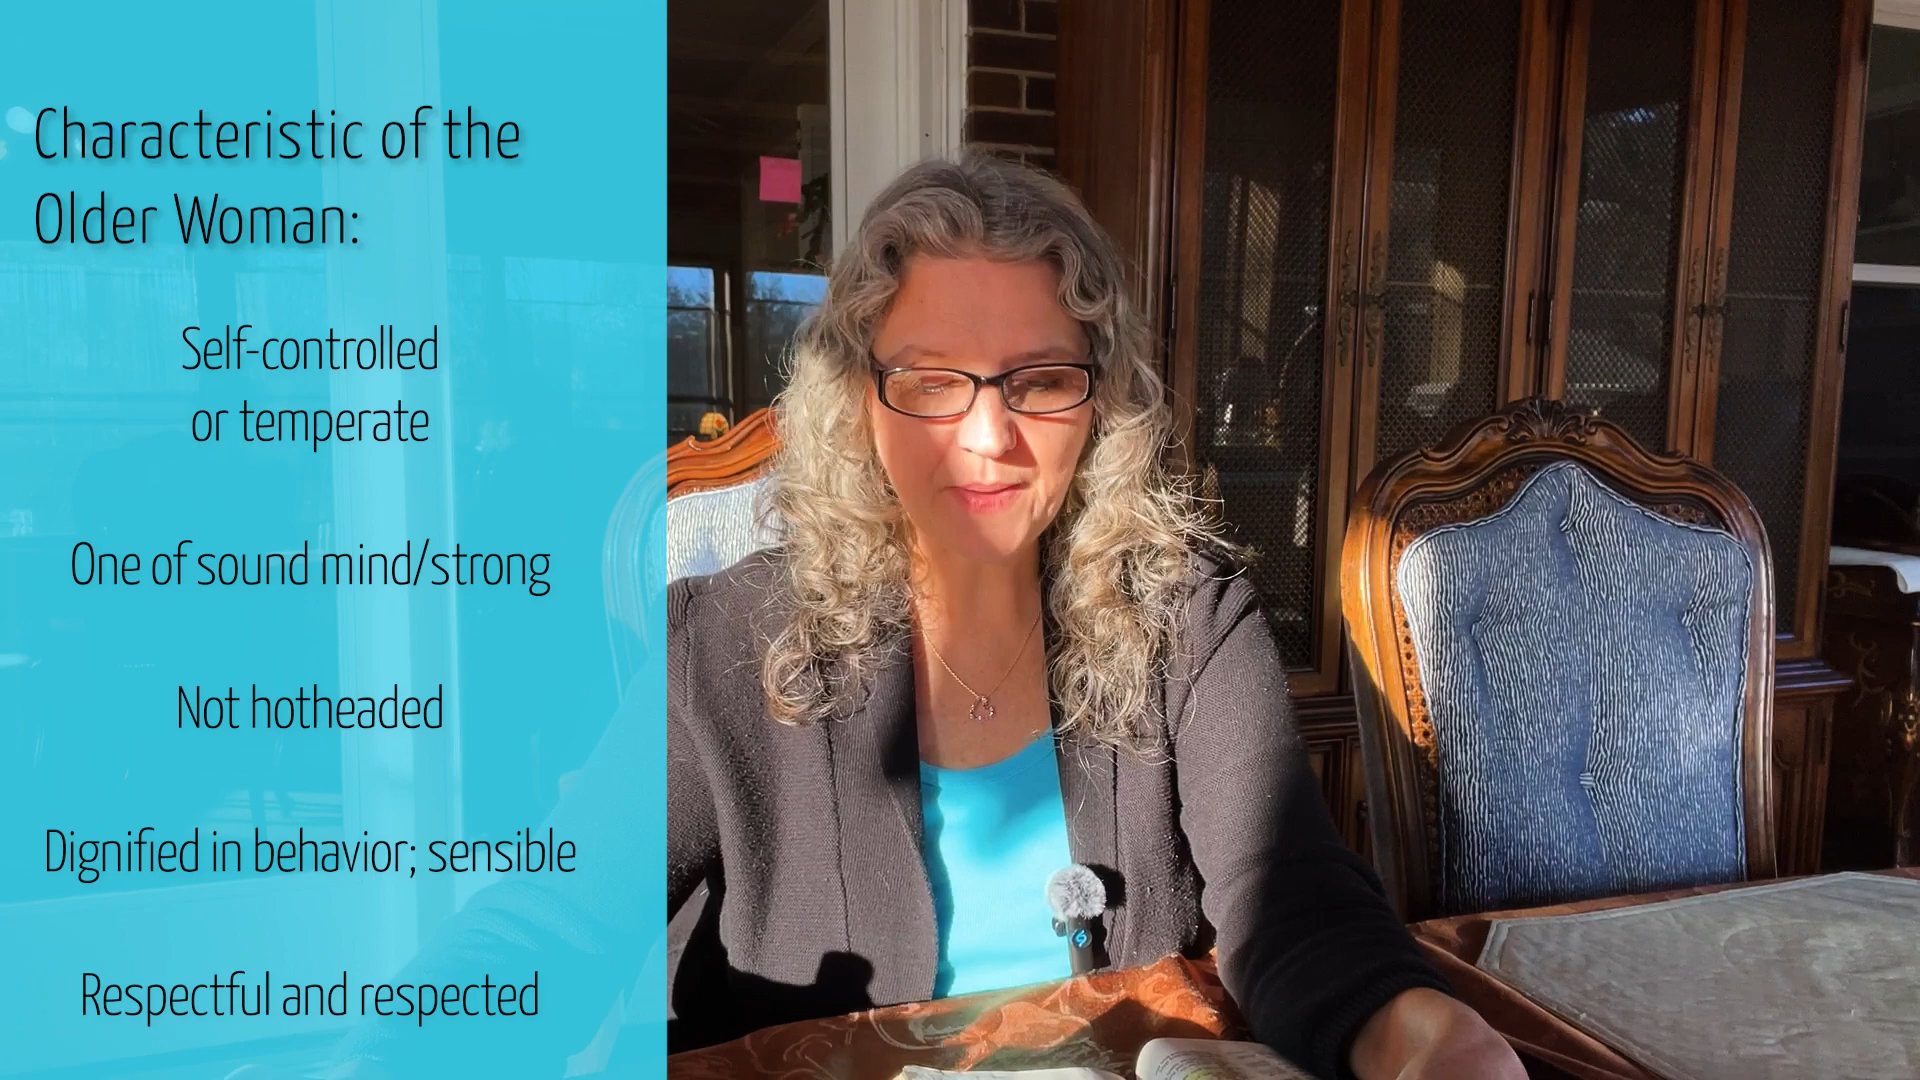 Characteristic of the
Older Woman:
Self-controlled
or temperate
One of sound mind/strong
Not hotheaded
Dignified in behavior; sensible
Respectful and respected